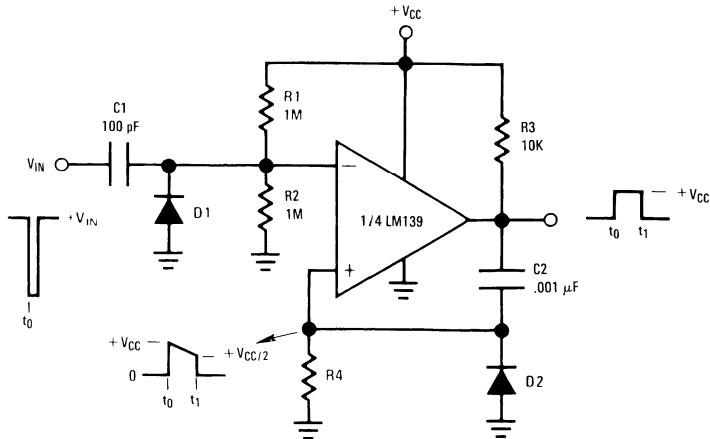 + VCC
C1
100 pF
R1
1M
R3
10K
VIN
−
D1
R2
1M
1/4 LM139
− + VCC
t0 t1
+VIN
t0
+
C2
.001 µF
+ VCC −
− + VCC/2
0
t0 t1
R4
D2